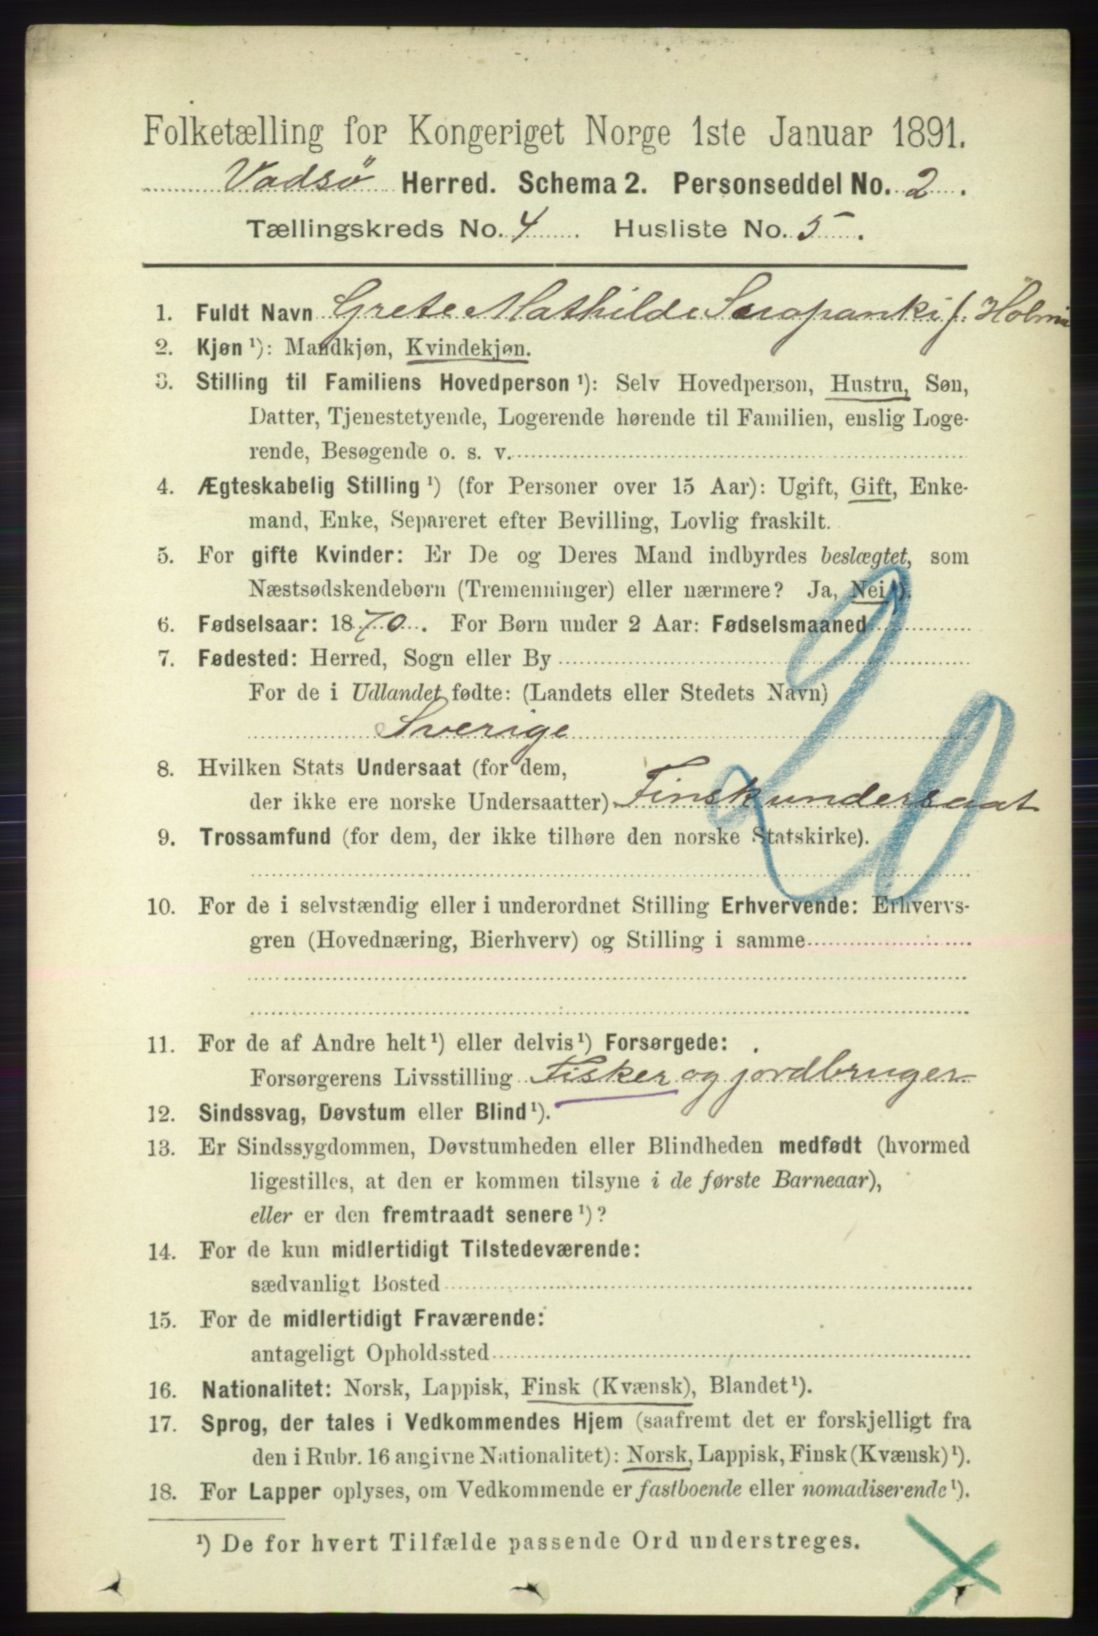 Folketælling for Kongeriget Norge 1ste Januar 1891.
Vadsø Herred. Schema 2. Personseddel No. 2.
Tællingskreds No. 4. Husliste No. 5.
1. Fuldt Navn Grete Mathilde f.
2. Kjøn ¹): Mandkjøn, Kvindekjøn.
3. Stilling til Familiens Hovedperson ¹): Selv Hovedperson, Hustru, Søn,
Datter, Tjenestetyende, Logerende hørende til Familien, enslig Loge-
rende, Besøgende o. s. v.
4. Ægteskabelig Stilling ¹) (for Personer over 15 Aar): Ugift, Gift, Enke-
mand, Enke, Separeret efter Bevilling, Lovlig fraskilt.
5. For gifte Kvinder: Er De og Deres Mand indbyrdes beslægtet, som
Næstsødskendebørn (Tremenninger) eller nærmere? Ja, Nei ¹).
6. Fødselsaar: 1870. For Børn under 2 Aar: Fødselsmaaned
7. Fødested: Herred, Sogn eller By
For de i Udlandet fødte: (Landets eller Stedets Navn)
Sverige
20
8. Hvilken Stats Undersaat (for dem,
der ikke ere norske Undersaatter) Finsk undersaat
9. Trossamfund (for dem, der ikke tilhøre den norske Statskirke).
10. For de i selvstændig eller i underordnet Stilling Erhvervende: Erhvervs-
gren (Hovednæring, Bierhverv) og Stilling i samme
11. For de af Andre helt ¹) eller delvis ¹) Forsørgede:
Forsørgerens Livsstilling Fisker og jordbruger
12. Sindssvag, Døvstum eller Blind ¹).
13. Er Sindssygdommen, Døvstumheden eller Blindheden medfødt (hvormed
ligestilles, at den er kommen tilsyne i de første Barneaar),
eller er den fremtraadt senere ¹)?
14. For de kun midlertidigt Tilstedeværende:
sædvanligt Bosted
15. For de midlertidigt Fraværende:
antageligt Opholdssted
16. Nationalitet: Norsk, Lappisk, Finsk (Kvænsk), Blandet ¹).
17. Sprog, der tales i Vedkommendes Hjem (saafremt det er forskjelligt fra
den i Rubr. 16 angivne Nationalitet): Norsk, Lappisk, Finsk (Kvænsk) ¹).
18. For Lapper oplyses, om Vedkommende er fastboende eller nomadiserende ¹).
¹) De for hvert Tilfælde passende Ord understreges.